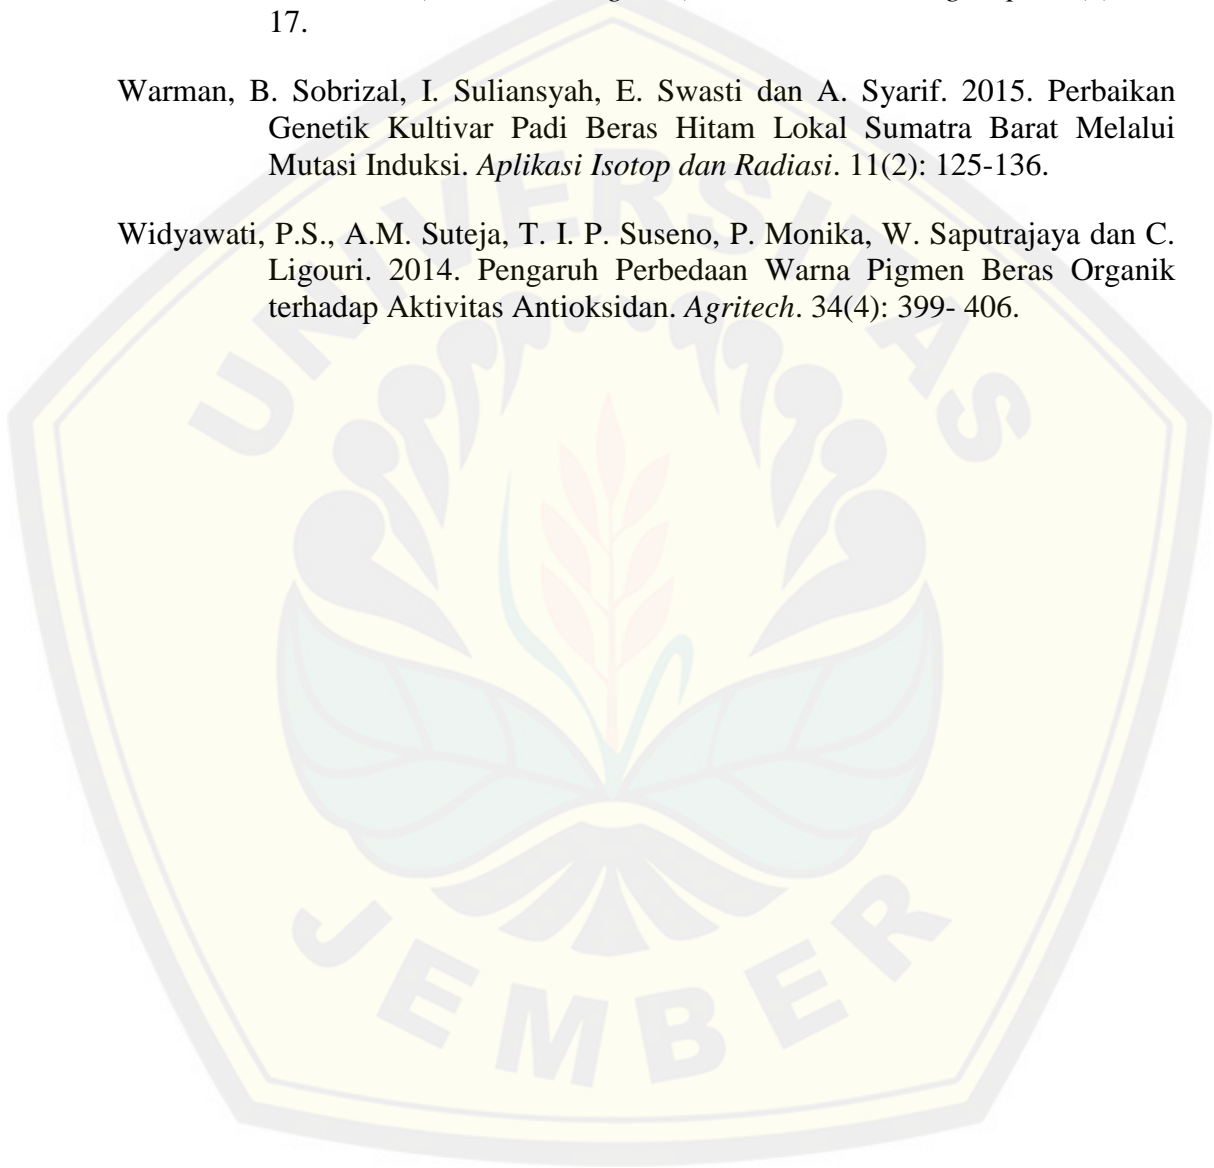 17.
Warman, B. Sobrizal, I. Suliansyah, E. Swasti dan A. Syarif. 2015. Perbaikan
Genetik Kultivar Padi Beras Hitam Lokal Sumatra Barat Melalui
Mutasi Induksi. Aplikasi Isotop dan Radiasi. 11(2): 125-136.
Widyawati, P.S., A.M. Suteja, T. I. P. Suseno, P. Monika, W. Saputrajaya dan C.
Ligouri. 2014. Pengaruh Perbedaan Warna Pigmen Beras Organik
terhadap Aktivitas Antioksidan. Agritech. 34(4): 399- 406.
UNIVERSITAS
JEMBER